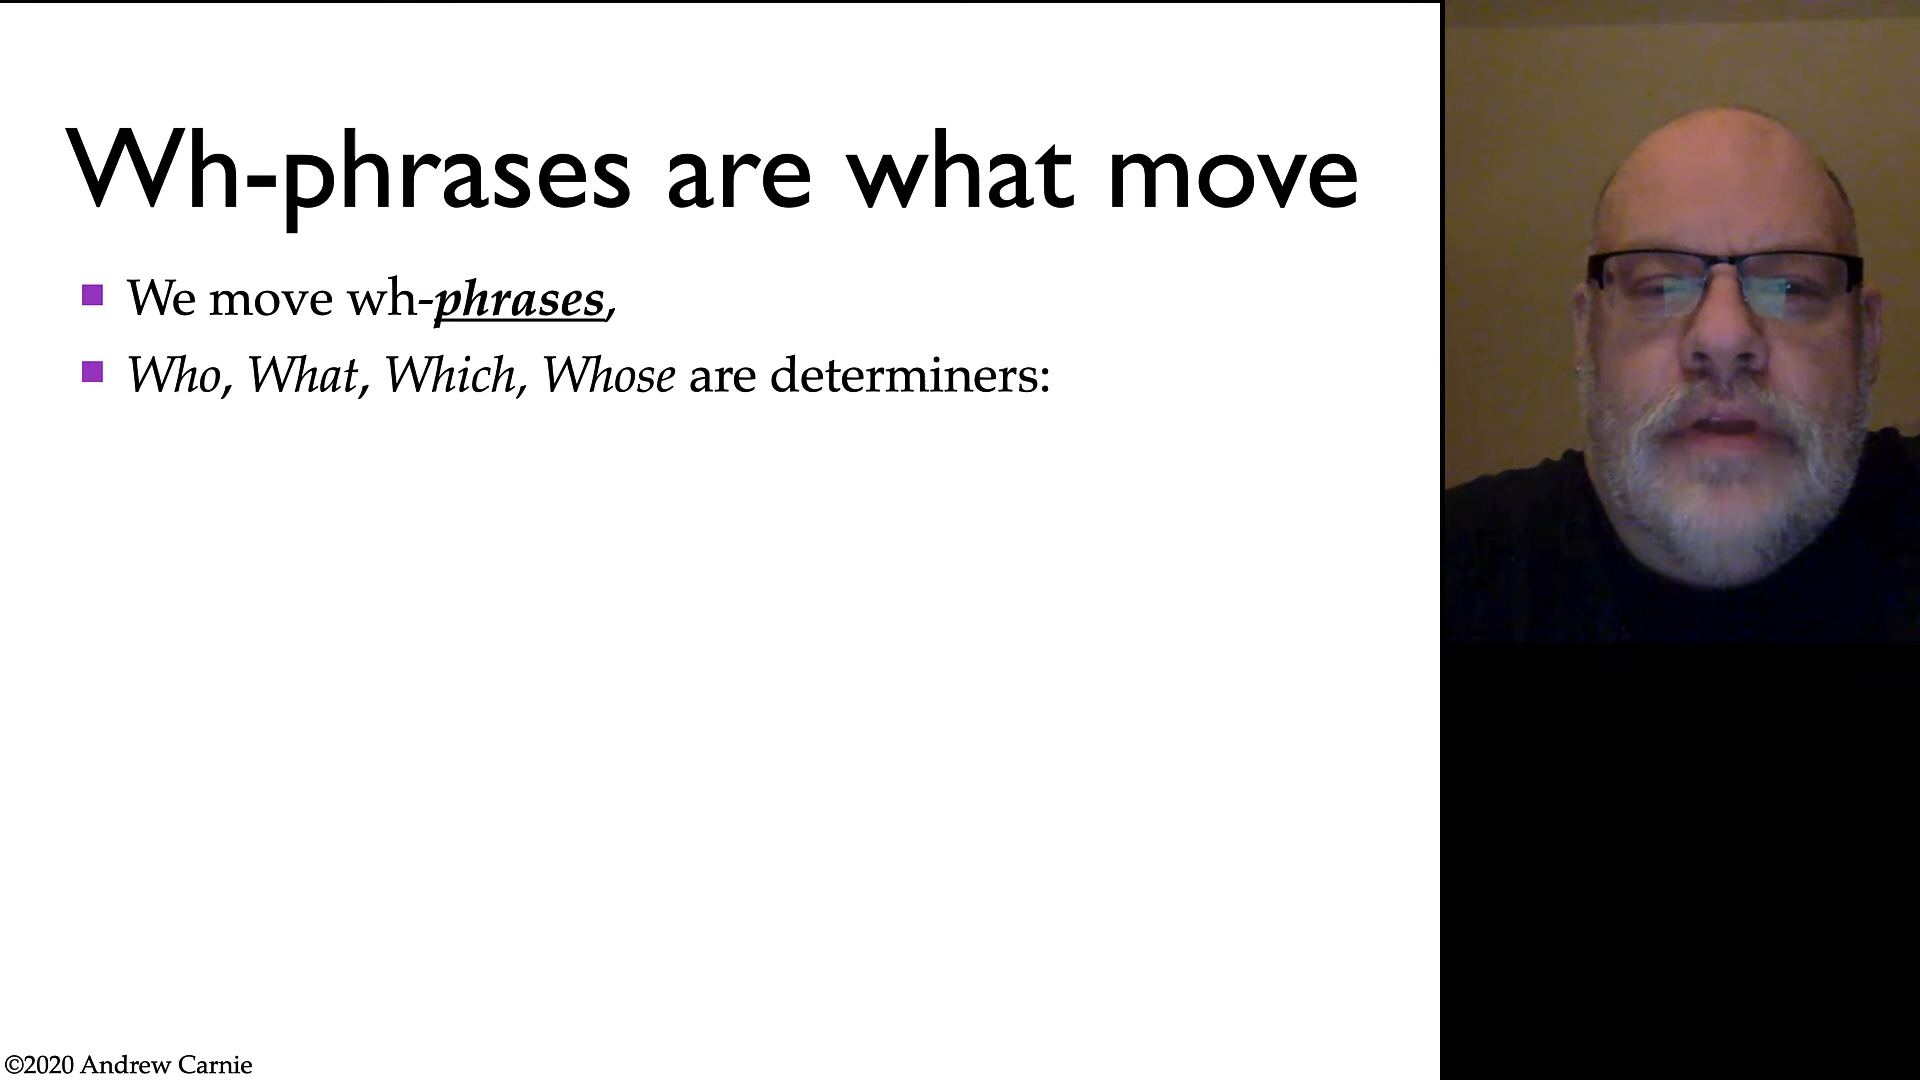 Wh-phrases are what move
We move wh-phrases,
Who, What, Which, Whose are determiners:
©2020 Andrew Carnie